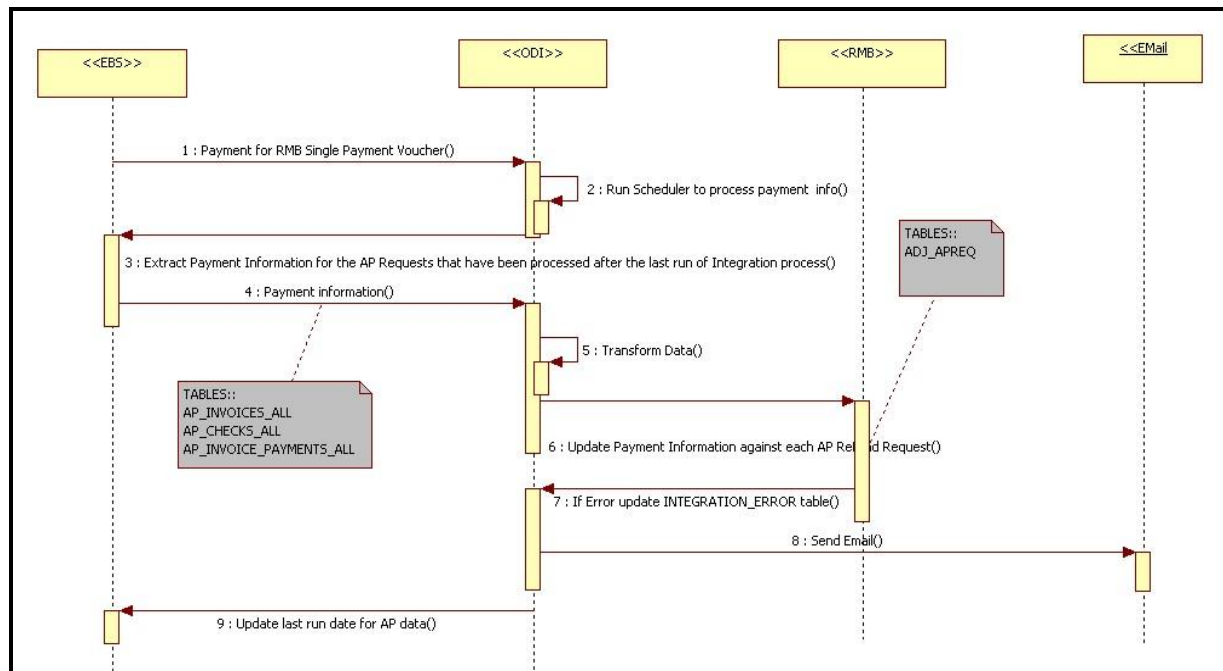 <<EBS>>
<<ODI>>
<<RMB>>
<<EMail>>
1 : Payment for RMB Single Payment Voucher()
2 : Run Scheduler to process payment info()
TABLES::
ADJ_APREQ
3 : Extract Payment Information for the AP Requests that have been processed after the last run of Integration process()
4 : Payment information()
5 : Transform Data()
TABLES::
AP_INVOICES_ALL
AP_CHECKS_ALL
AP_INVOICE_PAYMENTS_ALL
6 : Update Payment Information against each AP Refund Request()
7 : If Error update INTEGRATION_ERROR table()
8 : Send Email()
9 : Update last run date for AP data()